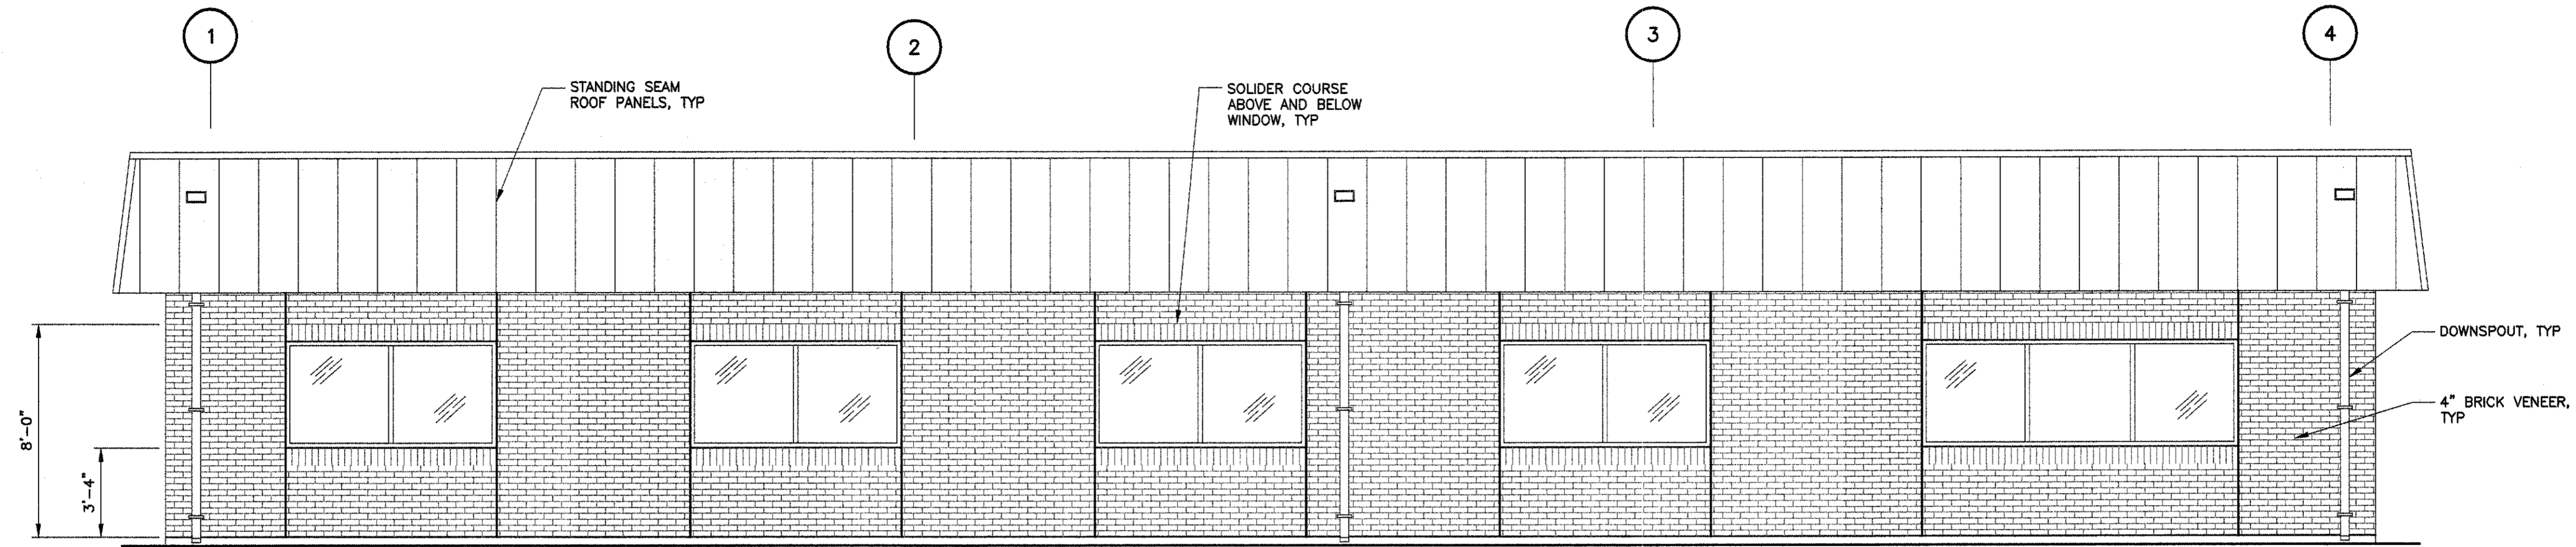 1
2
3
4
STANDING SEAM
ROOF PANELS, TYP
SOLIDER COURSE
ABOVE AND BELOW
WINDOW, TYP
DOWNSPOUT, TYP
4" BRICK VENEER,
TYP
8'-0"
3'-4"